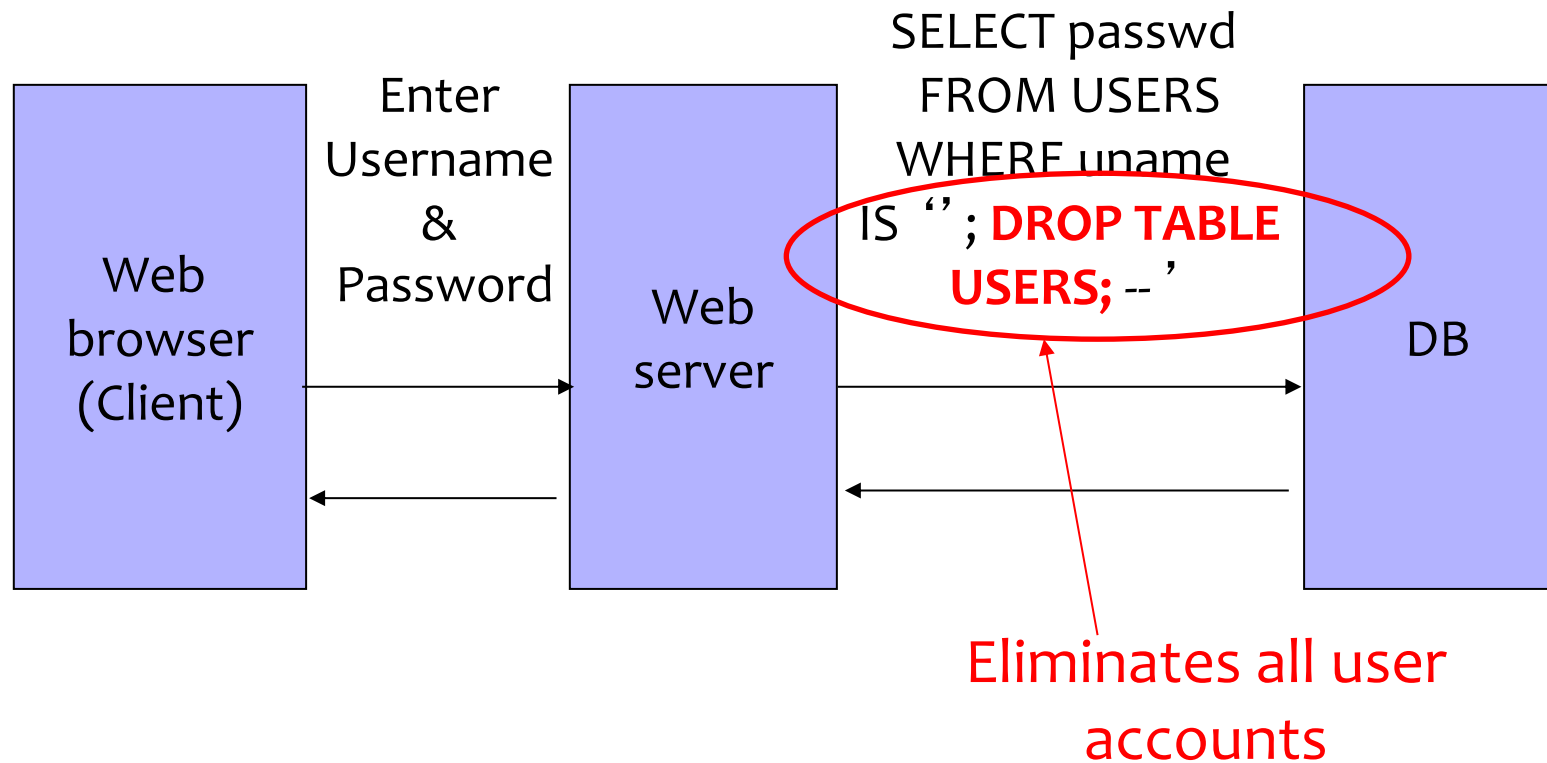 Web
browser
(Client)
Enter
Username
&
Password
Web
server
SELECT passwd
FROM USERS
WHERE uname
IS ‘’ ; DROP TABLE
USERS; -- ’
DB
Eliminates all user
accounts